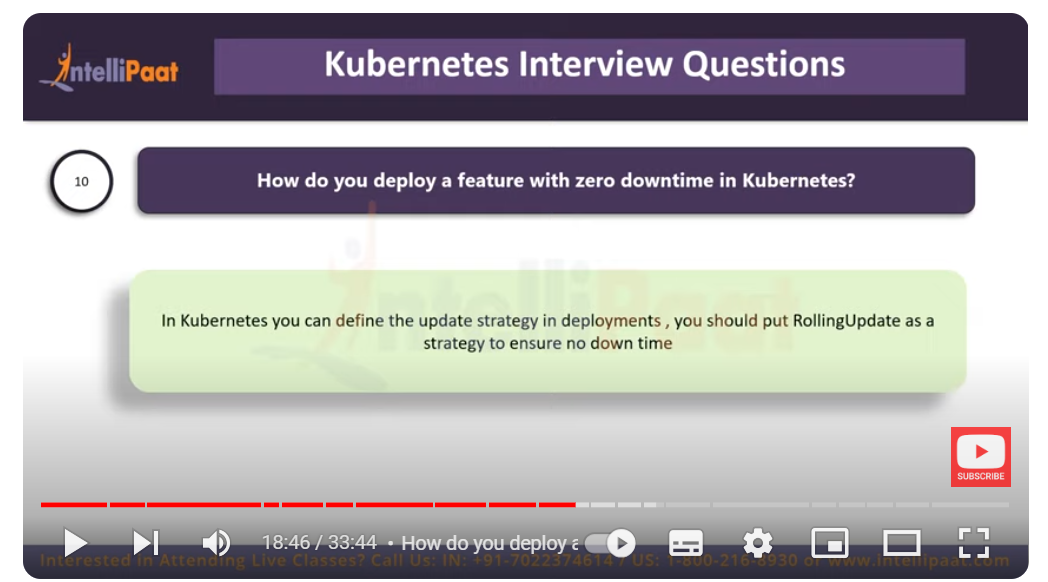 IntelliPaat
Kubernetes Interview Questions
10
How do you deploy a feature with zero downtime in Kubernetes?
IntelliPaat
In Kubernetes you can define the update strategy in deployments , you should put RollingUpdate as a
strategy to ensure no down time
SUBSCRIBE
18:46 / 33:44 • How do you deploy a
Interested in Attending Live Classes? Call Us: IN: +91-7022374614 / US: 1-800-216-8930 or www.intellipaat.com